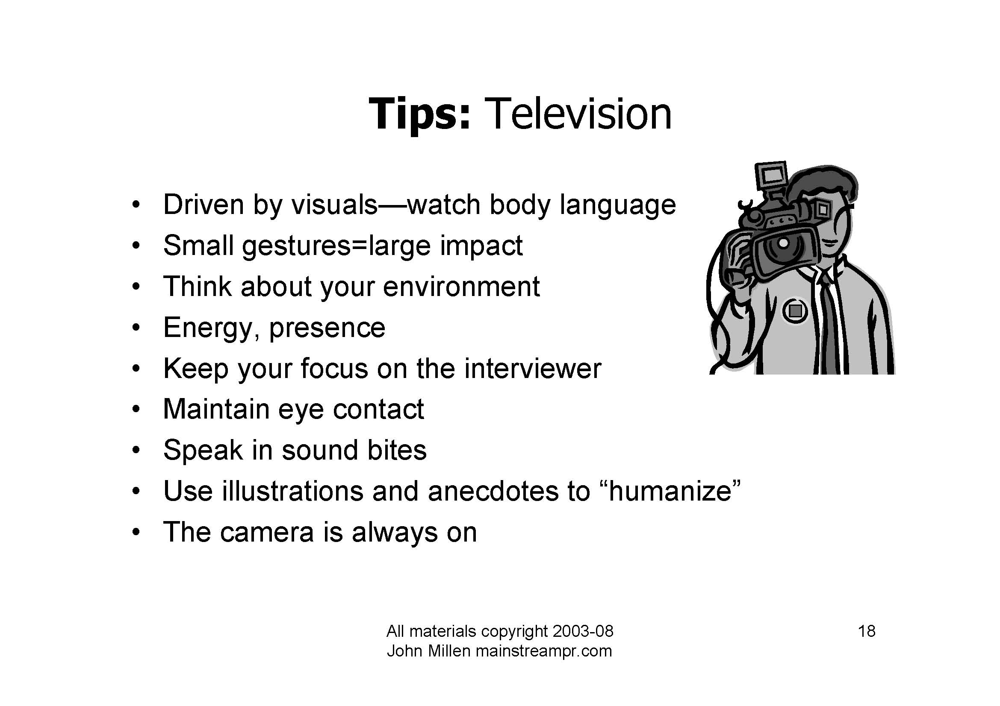 Tips: Television
• Driven by visuals—watch body language
• Small gestures=large impact
• Think about your environment
• Energy, presence
• Keep your focus on the interviewer
• Maintain eye contact
• Speak in sound bites
• Use illustrations and anecdotes to “humanize”
• The camera is always on
All materials copyright 2003-08
John Millen mainstreampr.com
18